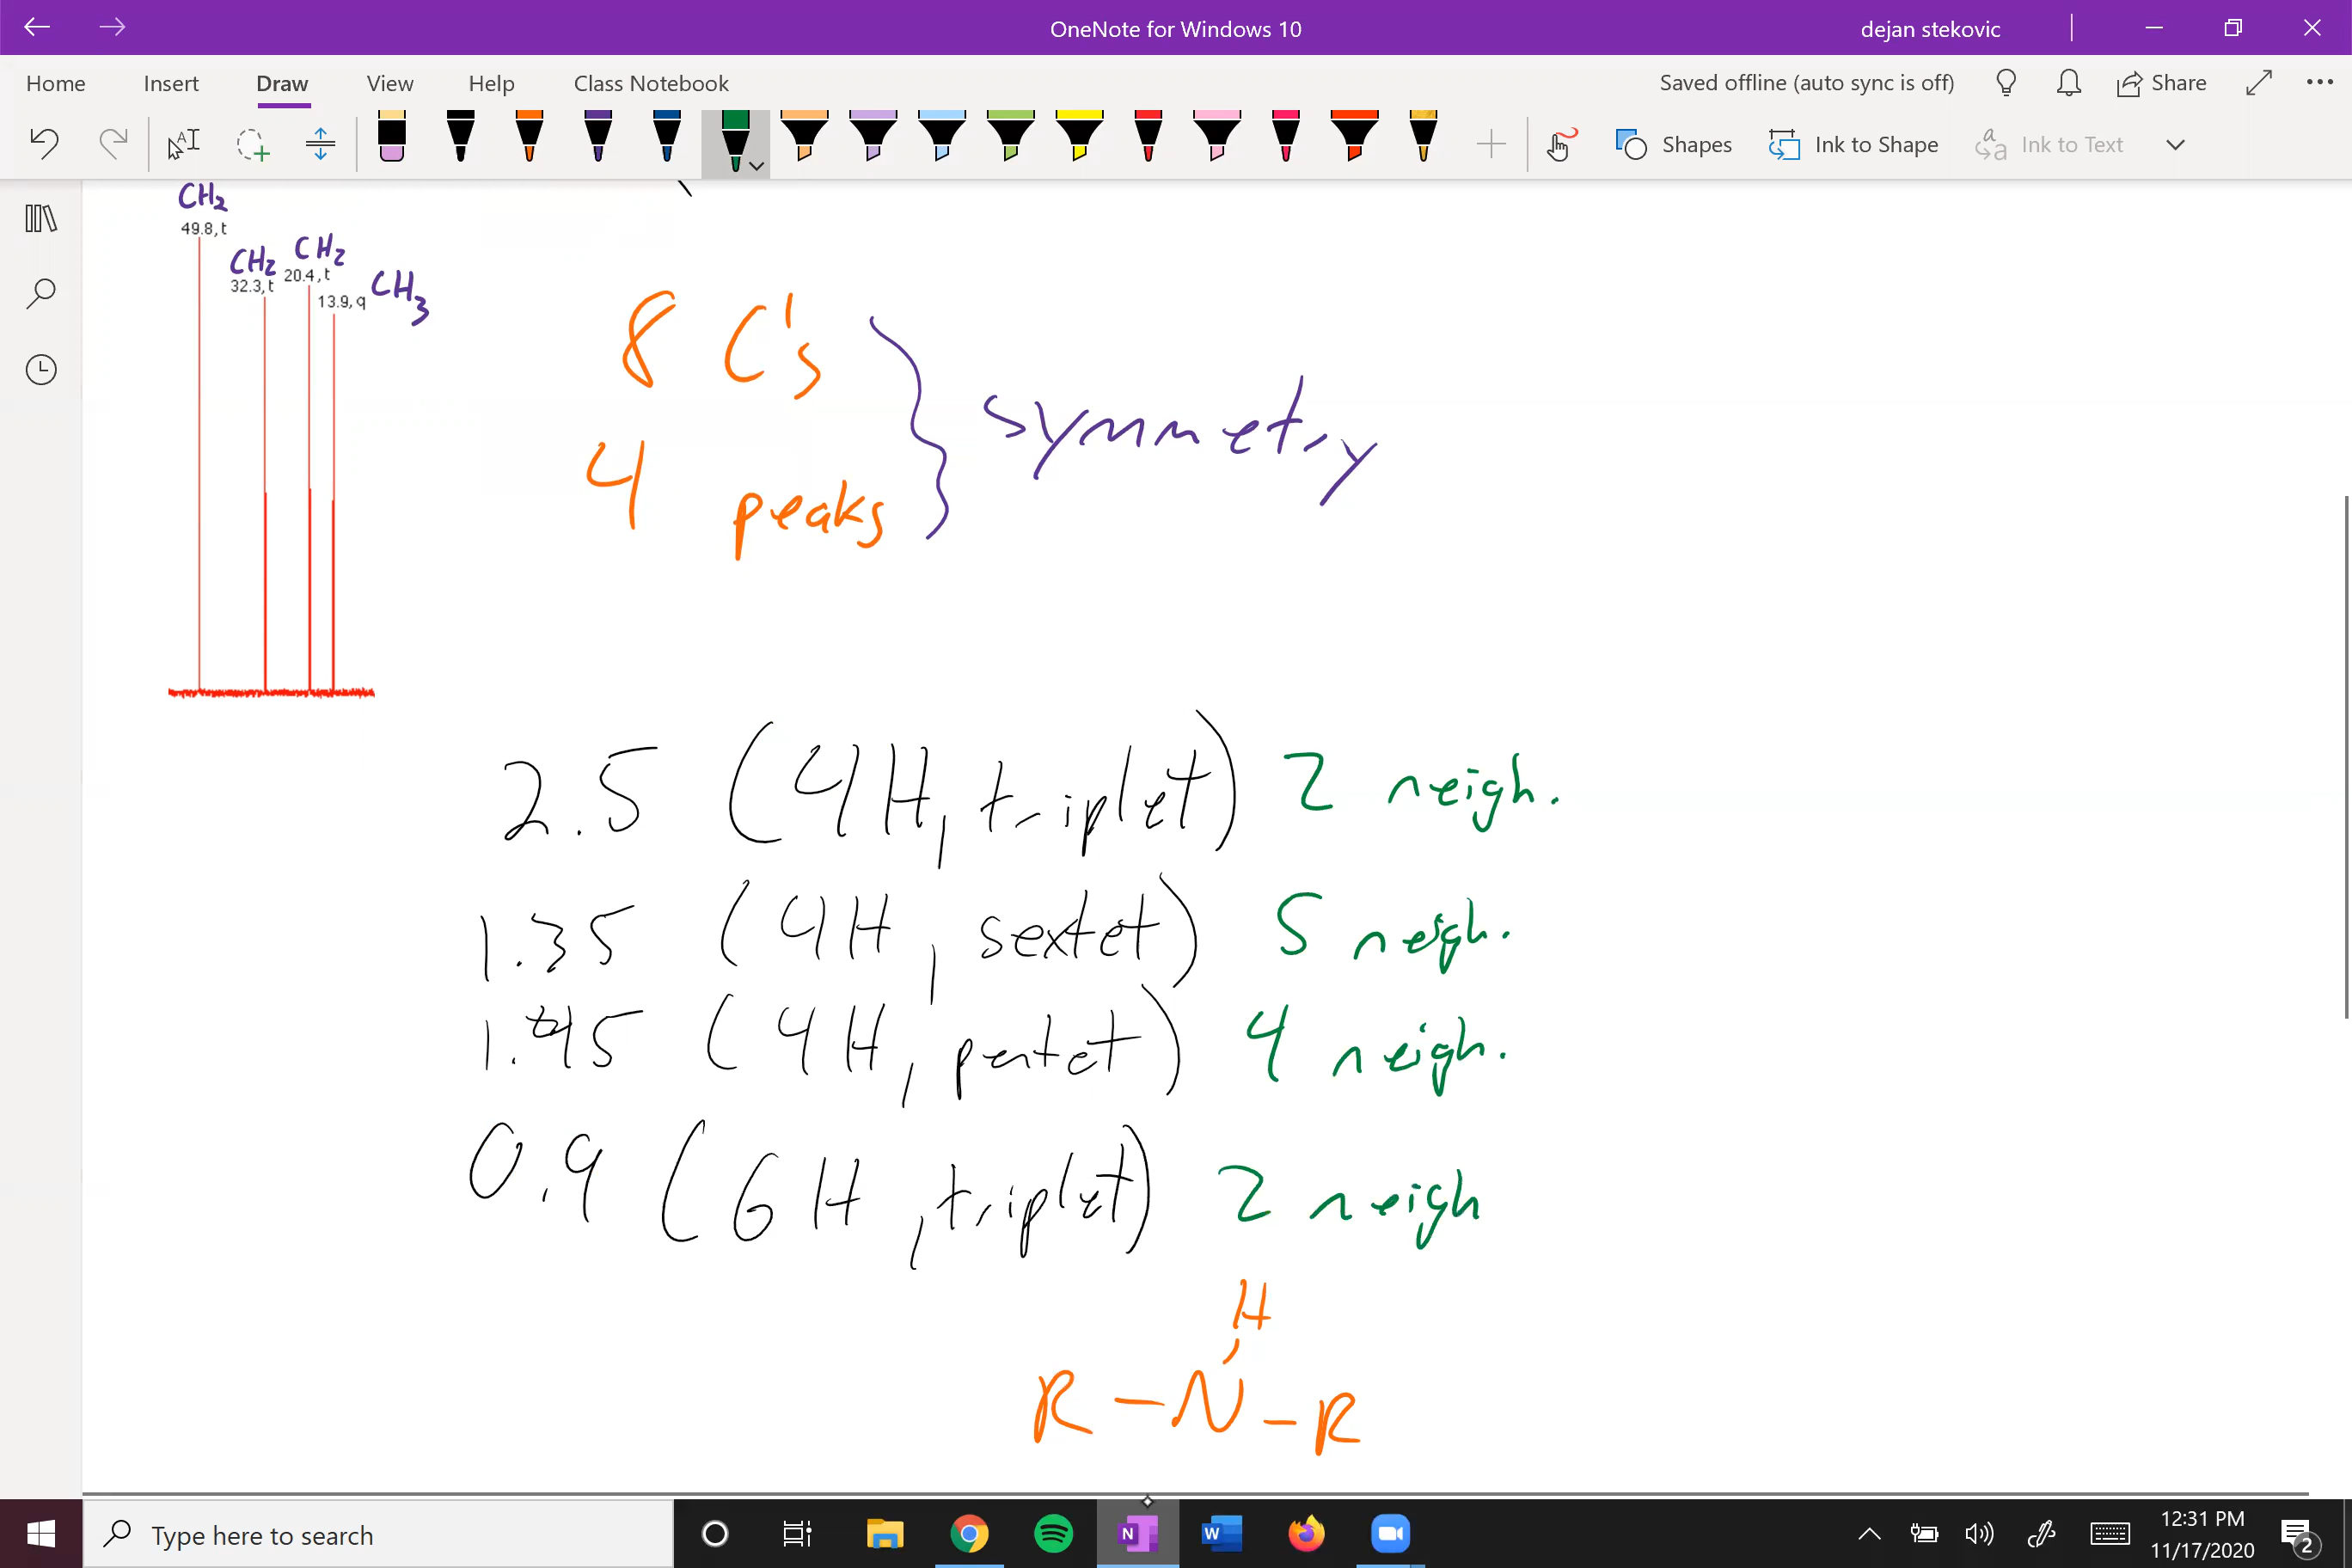 OneNote for Windows 10
dejan stekovic
Home Insert Draw View Help Class Notebook
Saved offline (auto sync is off) Share
Shapes Ink to Shape Ink to Text
CH2
49.8,t
CH2
32.3,t
CH2
20.4,t
13.9,q CH3
8 C's
4 peaks
symmetry
2.5 (4H, triplet) 2 neigh.
1.35 (4H, sextet) 5 neigh.
1.45 (4H, pentet) 4 neigh.
0.9 (6H, triplet) 2 neigh
H
R-N-R
Type here to search
12:31 PM
11/17/2020
2